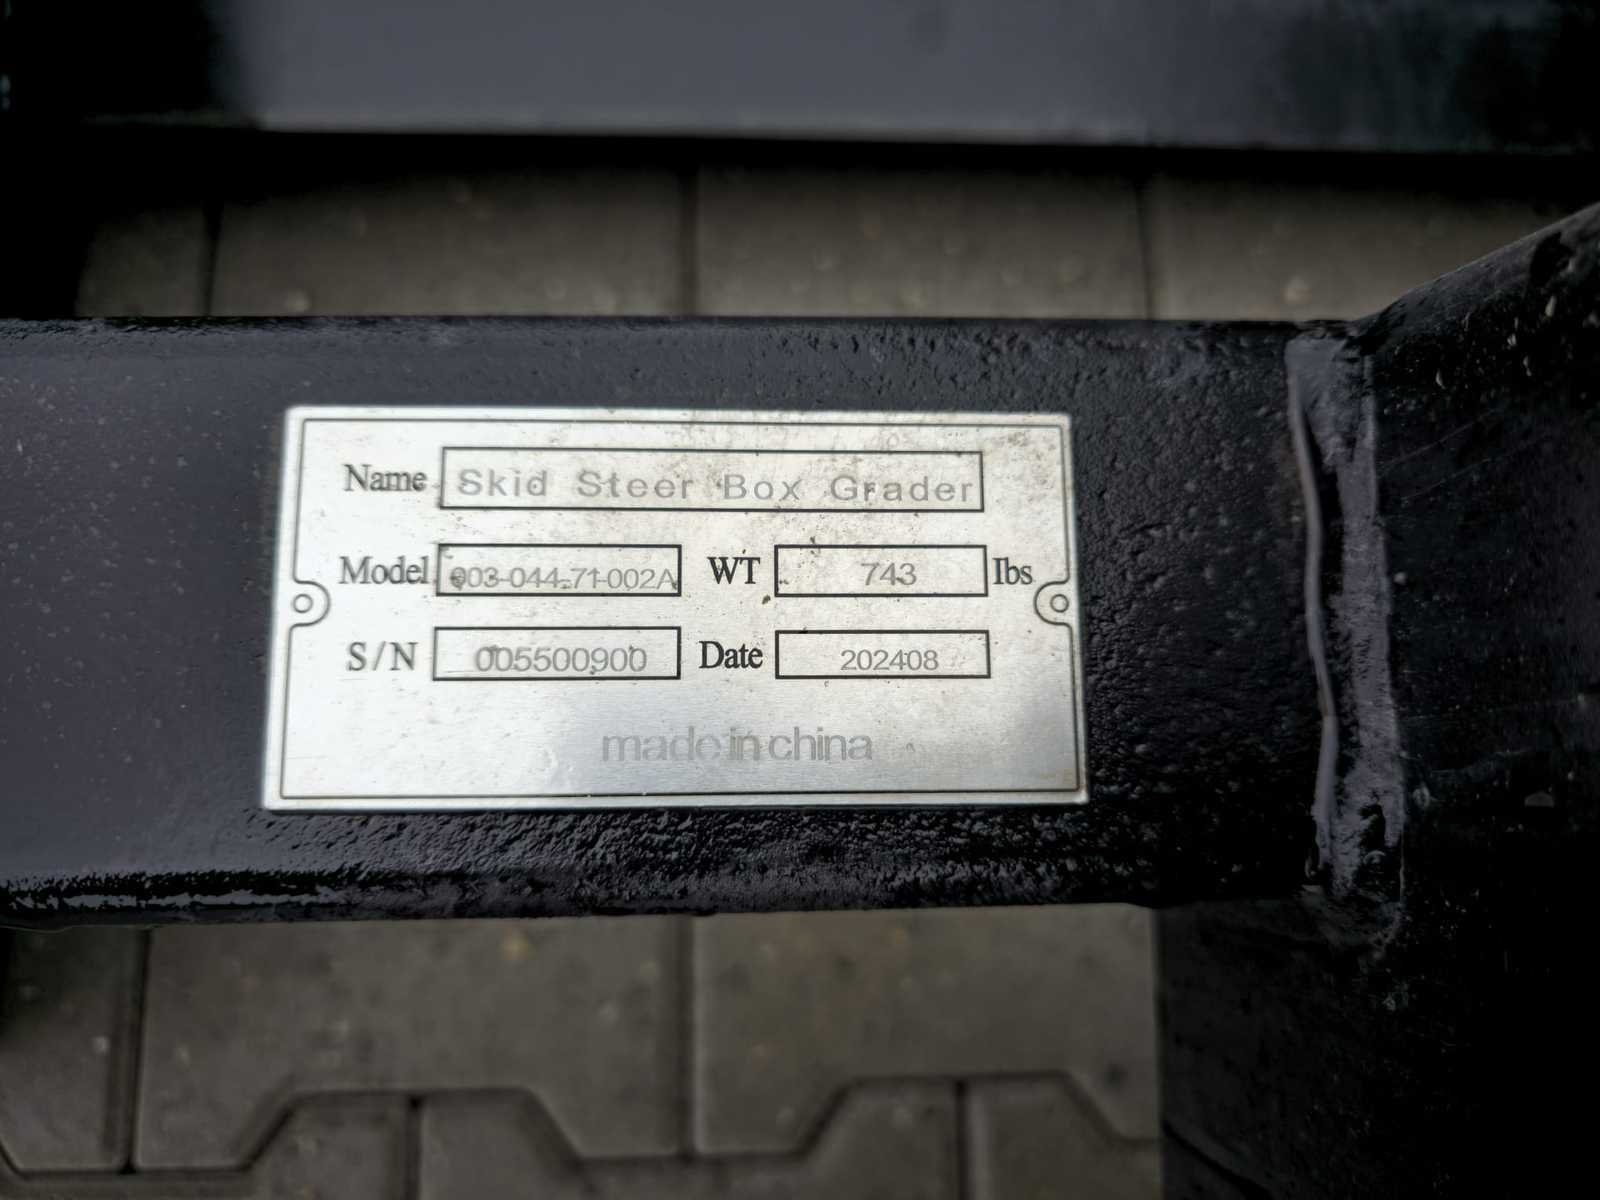 Name Skid Steer Box Grader
Model 003-044-71-002A WT 743 lbs
S/N 005500900 Date 202408
made in china